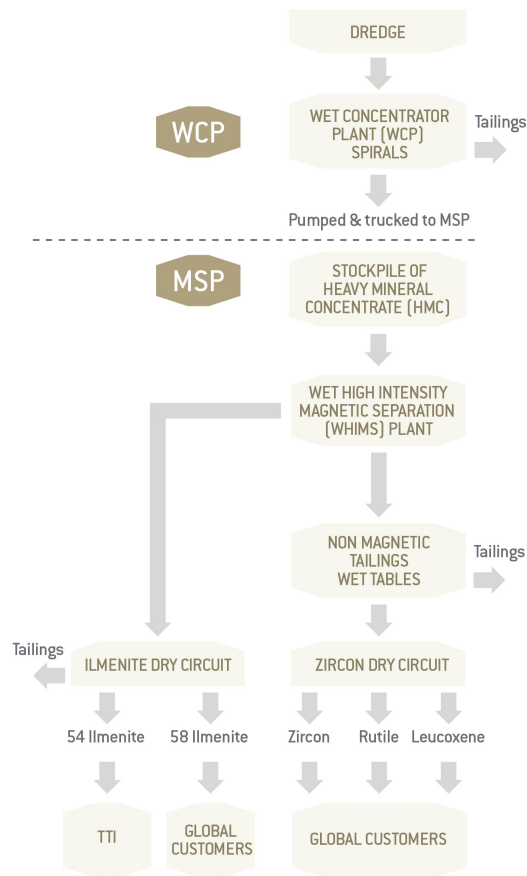 DREDGE
WCP
WET CONCENTRATOR
PLANT (WCP)
SPIRALS
Tailings
Pumped & trucked to MSP
MSP
STOCKPILE OF
HEAVY MINERAL
CONCENTRATE (HMC)
WET HIGH INTENSITY
MAGNETIC SEPARATION
(WHIMS) PLANT
NON MAGNETIC
TAILINGS
WET TABLES
Tailings
Tailings
ILMENITE DRY CIRCUIT
ZIRCON DRY CIRCUIT
54 Ilmenite
58 Ilmenite
Zircon
Rutile
Leucoxene
TTI
GLOBAL
CUSTOMERS
GLOBAL CUSTOMERS